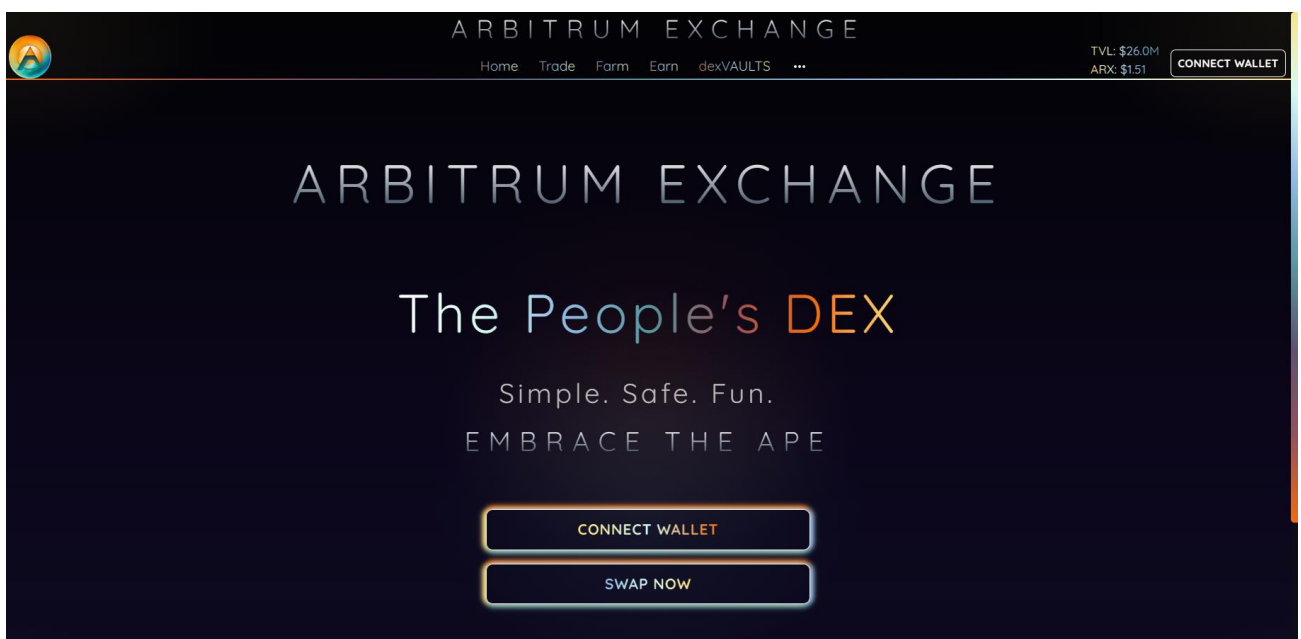 ARBITRUM EXCHANGE
Home Trade Farm Earn dexVAULTS •••
TVL: $26.0M
ARX: $1.51
CONNECT WALLET
ARBITRUM EXCHANGE
The People's DEX
Simple. Safe. Fun.
EMBRACE THE APE
CONNECT WALLET
SWAP NOW